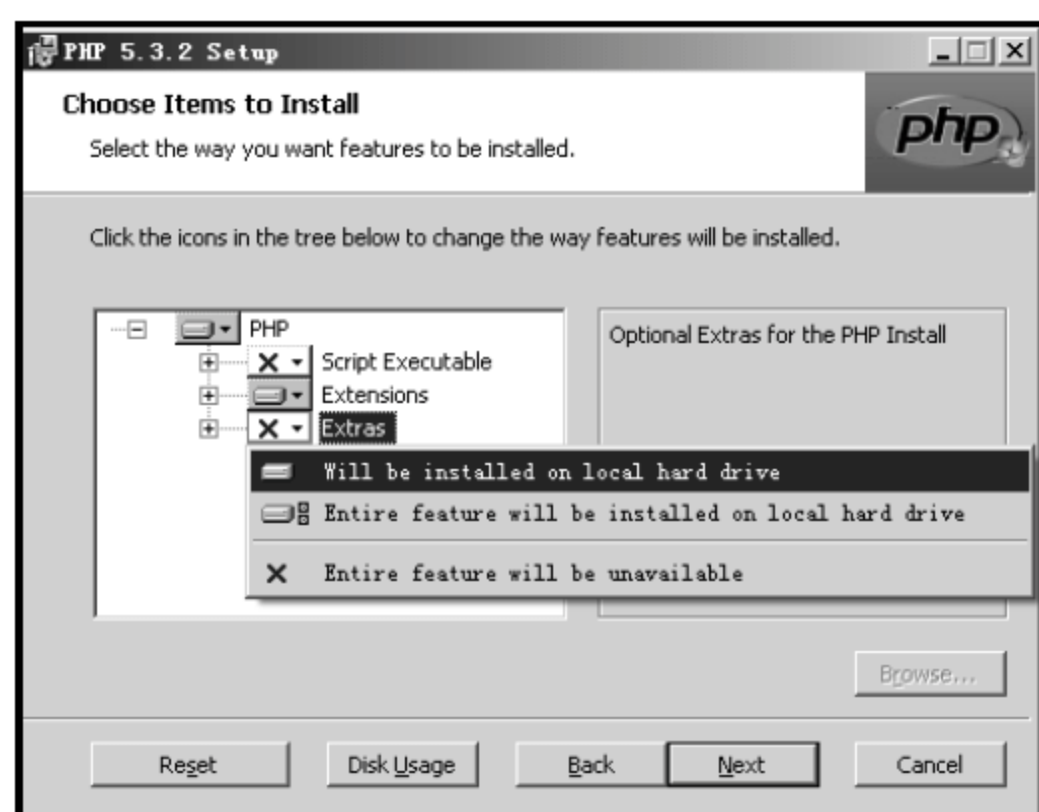 PHP 5.3.2 Setup
Choose Items to Install
Select the way you want features to be installed.
php
Click the icons in the tree below to change the way features will be installed.
PHP
Script Executable
Extensions
Extras
Optional Extras for the PHP Install
Will be installed on local hard drive
Entire feature will be installed on local hard drive
Entire feature will be unavailable
Browse...
Reset
Disk Usage
Back
Next
Cancel